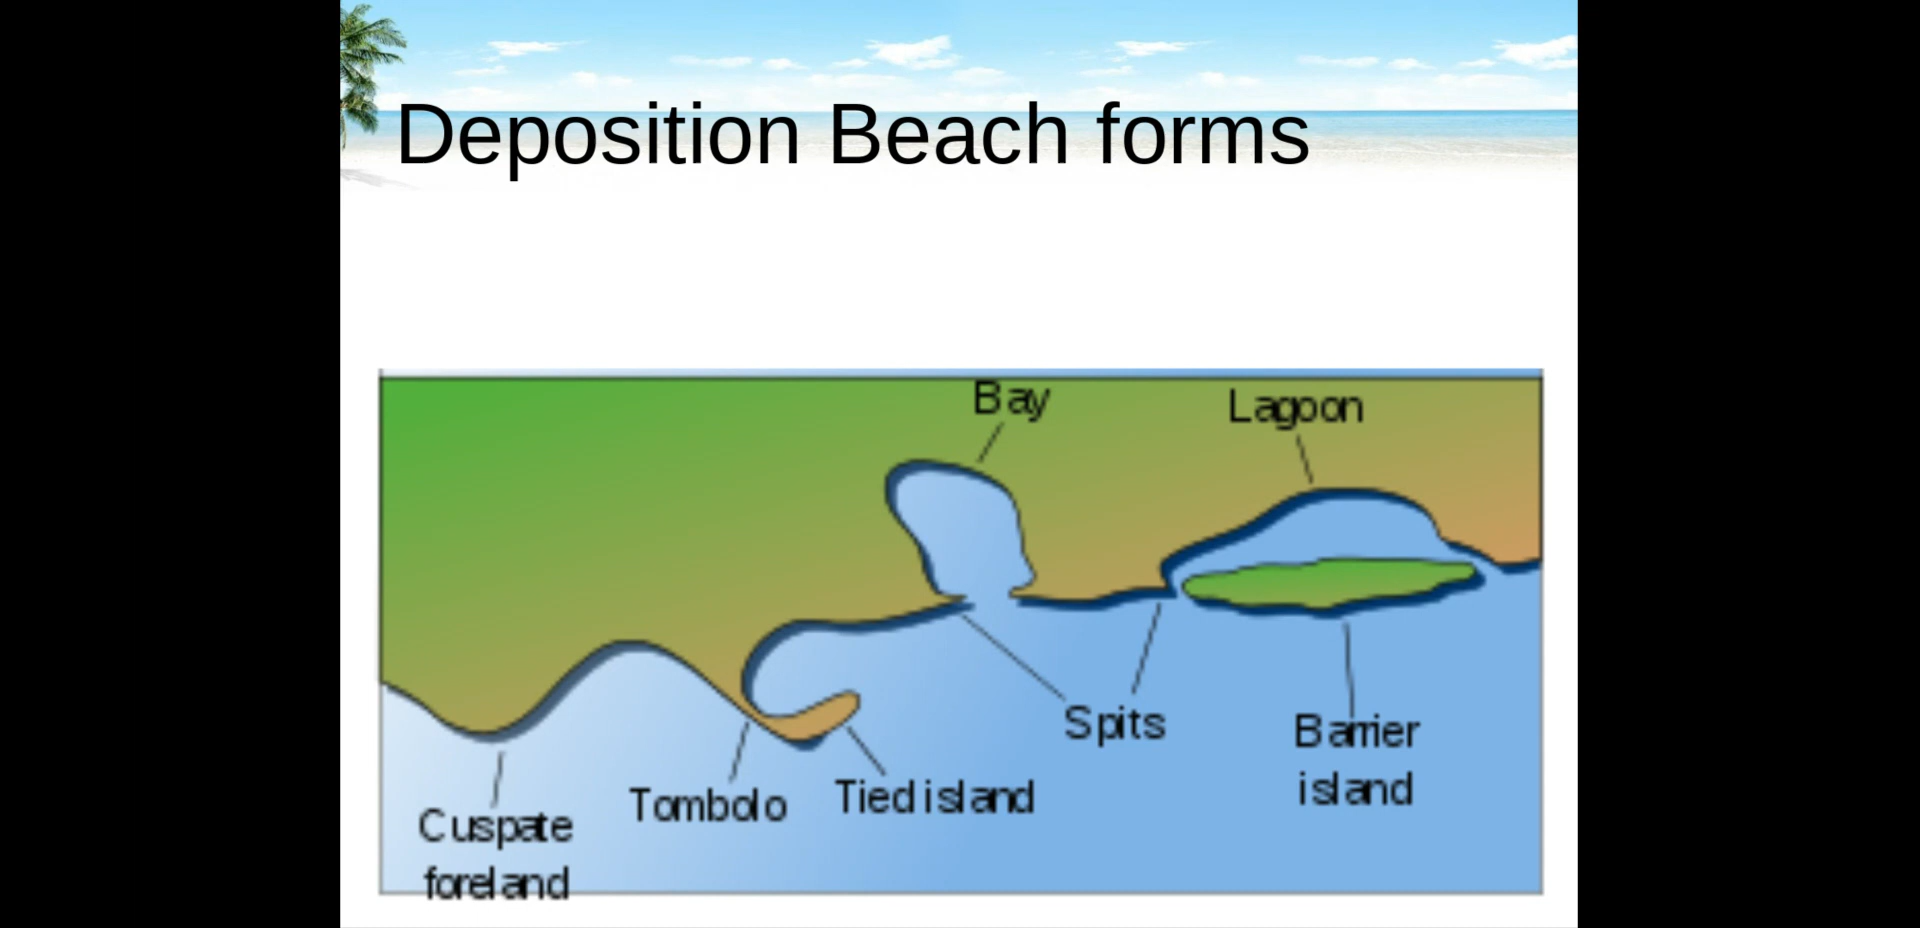 Deposition Beach forms
Bay
Lagoon
Spits
Barrier
island
Tombolo
Tied island
Cuspate
foreland